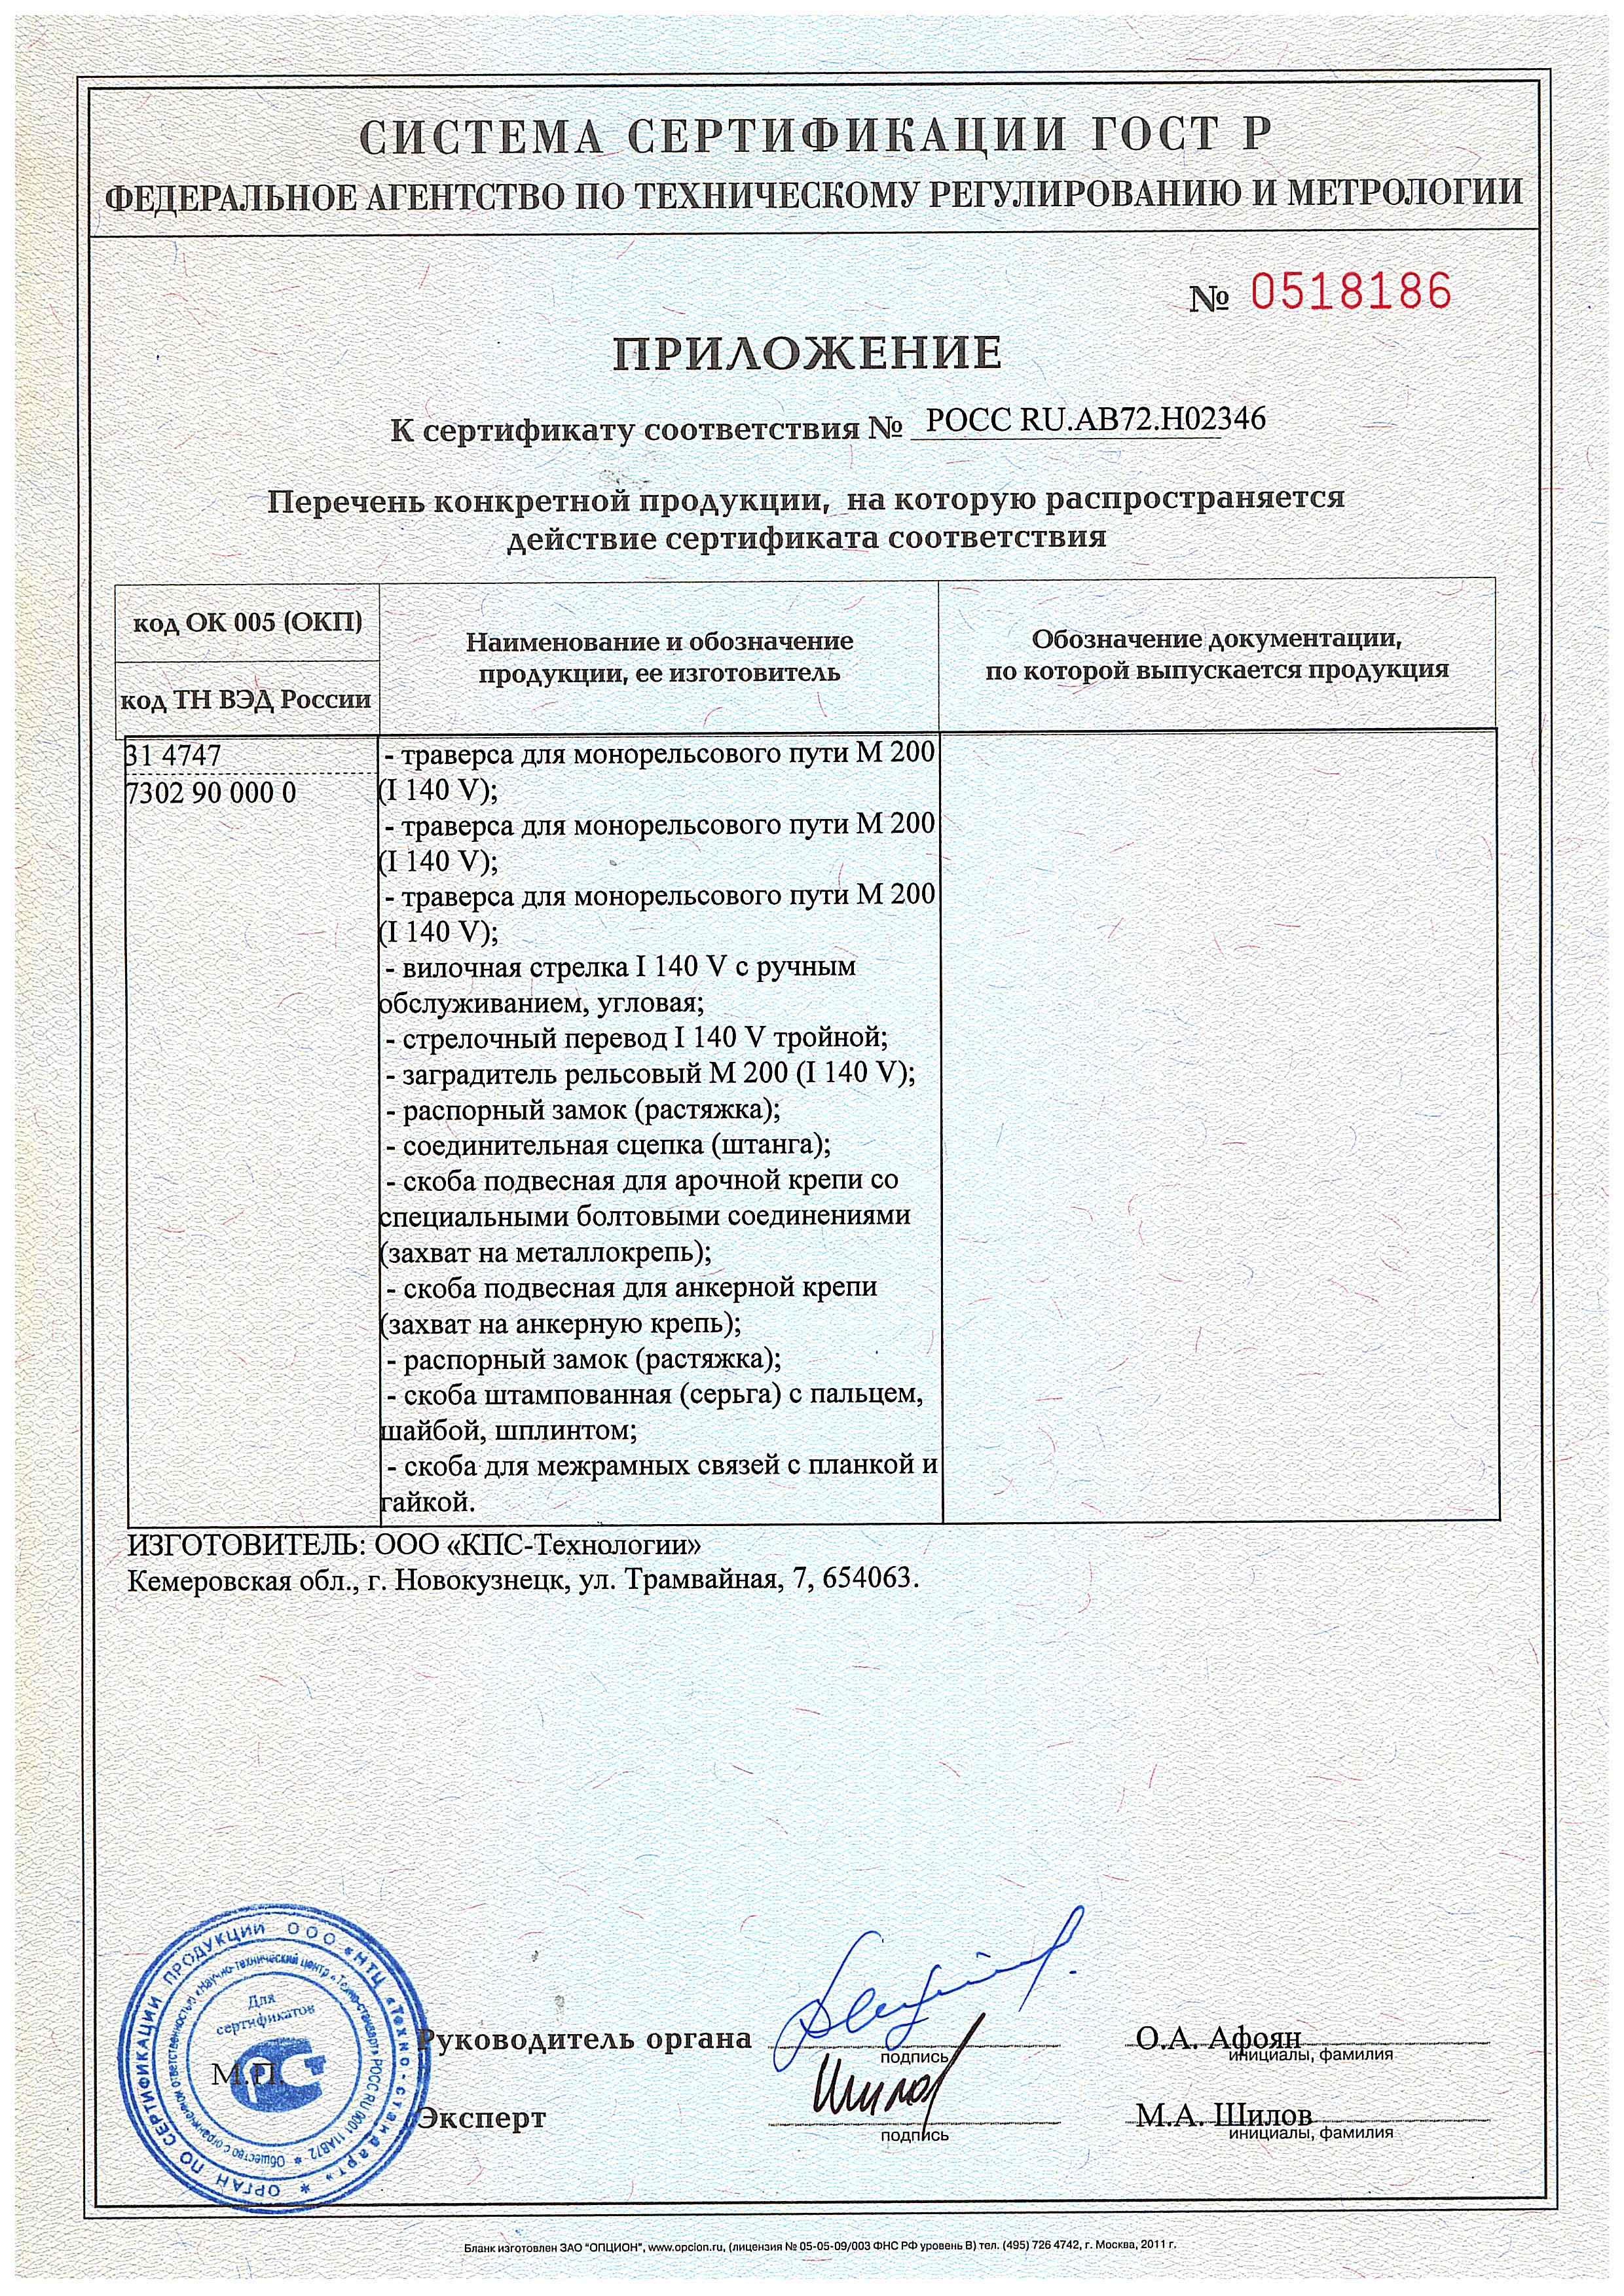 СИСТЕМА СЕРТИФИКАЦИИ ГОСТ Р
ФЕДЕРАЛЬНОЕ АГЕНТСТВО ПО ТЕХНИЧЕСКОМУ РЕГУЛИРОВАНИЮ И МЕТРОЛОГИИ
№ 0518186
ПРИЛОЖЕНИЕ
К сертификату соответствия № РОСС RU.АВ72.Н02346
Перечень конкретной продукции, на которую распространяется
действие сертификата соответствия
код ОК 005 (ОКП)
код ТН ВЭД России
Наименование и обозначение
продукции, ее изготовитель
Обозначение документации,
по которой выпускается продукция
31 4747
7302 90 000 0
- траверса для монорельсового пути М 200
(I 140 V);
- траверса для монорельсового пути М 200
(I 140 V);
- траверса для монорельсового пути М 200
(I 140 V);
- вилочная стрелка I 140 V с ручным
обслуживанием, угловая;
- стрелочный перевод I 140 V тройной;
- заградитель рельсовый М 200 (I 140 V);
- распорный замок (растяжка);
- соединительная сцепка (штанга);
- скоба подвесная для арочной крепи со
специальными болтовыми соединениями
(захват на металлокрепь);
- скоба подвесная для анкерной крепи
(захват на анкерную крепь);
- распорный замок (растяжка);
- скоба штампованная (серьга) с пальцем,
шайбой, шплинтом;
- скоба для межрамных связей с планкой и
гайкой.
ИЗГОТОВИТЕЛЬ: ООО «КПС-Технологии»
Кемеровская обл., г. Новокузнецк, ул. Трамвайная, 7, 654063.
ОРГАН ПО СЕРТИФИКАЦИИ ПРОДУКЦИИ ООО «НТЦ «Техно-стандарт»
Общество с ограниченной ответственностью «Научно-технический центр «Техно-стандарт» РОСС RU.0001.11АВ72
Для
сертификатов
М.П.
Руководитель органа
подпись
О.А. Афоян
инициалы, фамилия
Шилов
Эксперт
подпись
М.А. Шилов
инициалы, фамилия
Бланк изготовлен ЗАО "ОПЦИОН", www.opcion.ru, (лицензия № 05-05-09/003 ФНС РФ уровень В) тел. (495) 726 4742, г. Москва, 2011 г.